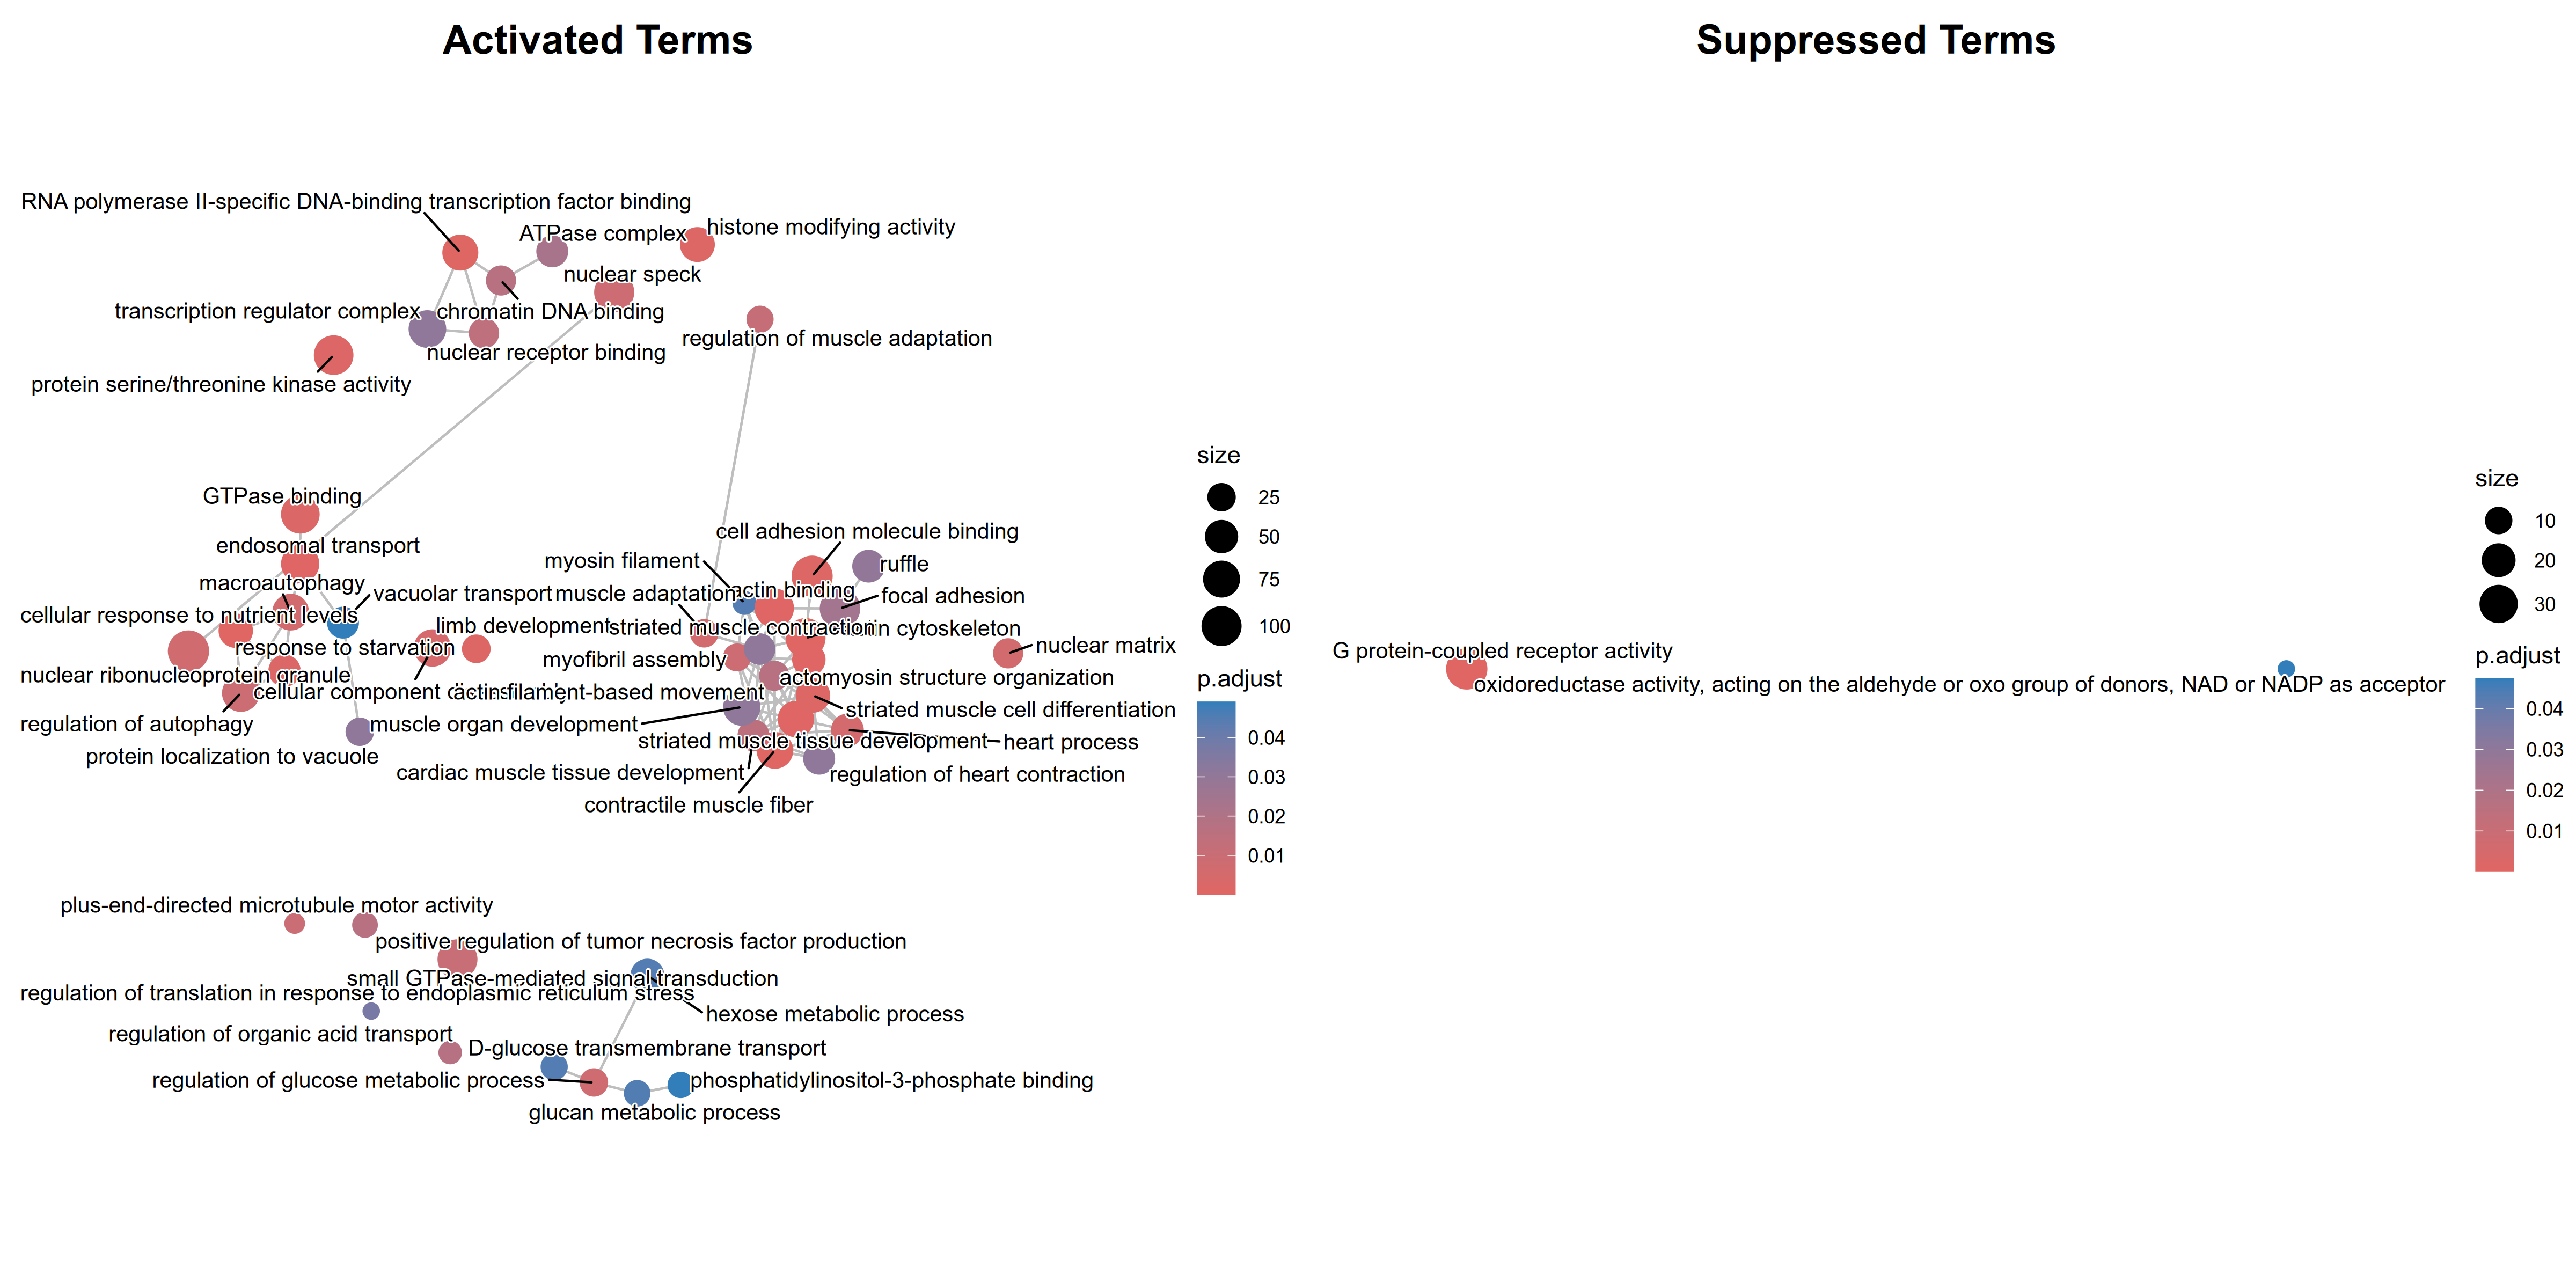 Activated Terms
RNA polymerase II-specific DNA-binding transcription factor binding
histone modifying activity
ATPase complex
nuclear speck
transcription regulator complex
chromatin DNA binding
regulation of muscle adaptation
nuclear receptor binding
protein serine/threonine kinase activity
GTPase binding
endosomal transport
cell adhesion molecule binding
myosin filament
ruffle
macroautophagy
vacuolar transport
muscle adaptation
actin binding
focal adhesion
cellular response to nutrient levels
limb development
striated muscle contraction
cytoskeleton
response to starvation
nuclear matrix
myofibril assembly
nuclear ribonucleoprotein granule
actomyosin structure organization
cellular component
filament-based movement
striated muscle cell differentiation
regulation of autophagy
muscle organ development
striated muscle tissue development
heart process
protein localization to vacuole
cardiac muscle tissue development
regulation of heart contraction
contractile muscle fiber
plus-end-directed microtubule motor activity
positive regulation of tumor necrosis factor production
small GTPase-mediated signal transduction
regulation of translation in response to endoplasmic reticulum stress
hexose metabolic process
regulation of organic acid transport
D-glucose transmembrane transport
regulation of glucose metabolic process
phosphatidylinositol-3-phosphate binding
glucan metabolic process
size
25
50
75
100
p.adjust
0.04
0.03
0.02
0.01
Suppressed Terms
G protein-coupled receptor activity
oxidoreductase activity, acting on the aldehyde or oxo group of donors, NAD or NADP as acceptor
size
10
20
30
p.adjust
0.04
0.03
0.02
0.01